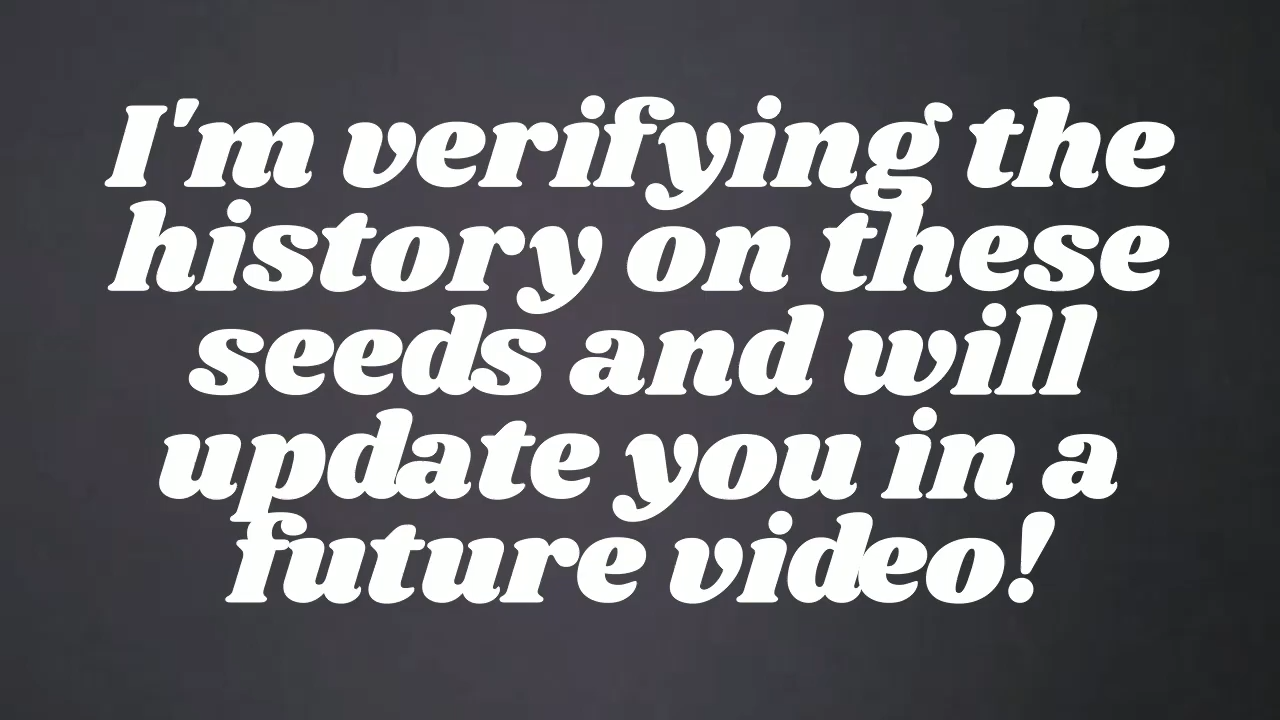 I'm verifying the
history on these
seeds and will
update you in a
future video!